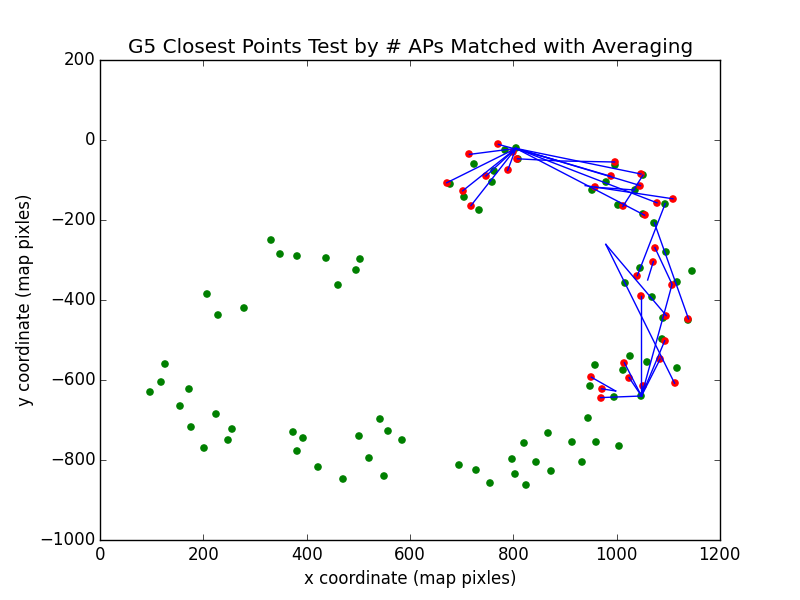 G5 Closest Points Test by # APs Matched with Averaging
200
0
−200
−400
−600
−800
−1000
y coordinate (map pixles)
0 200 400 600 800 1000 1200
x coordinate (map pixles)